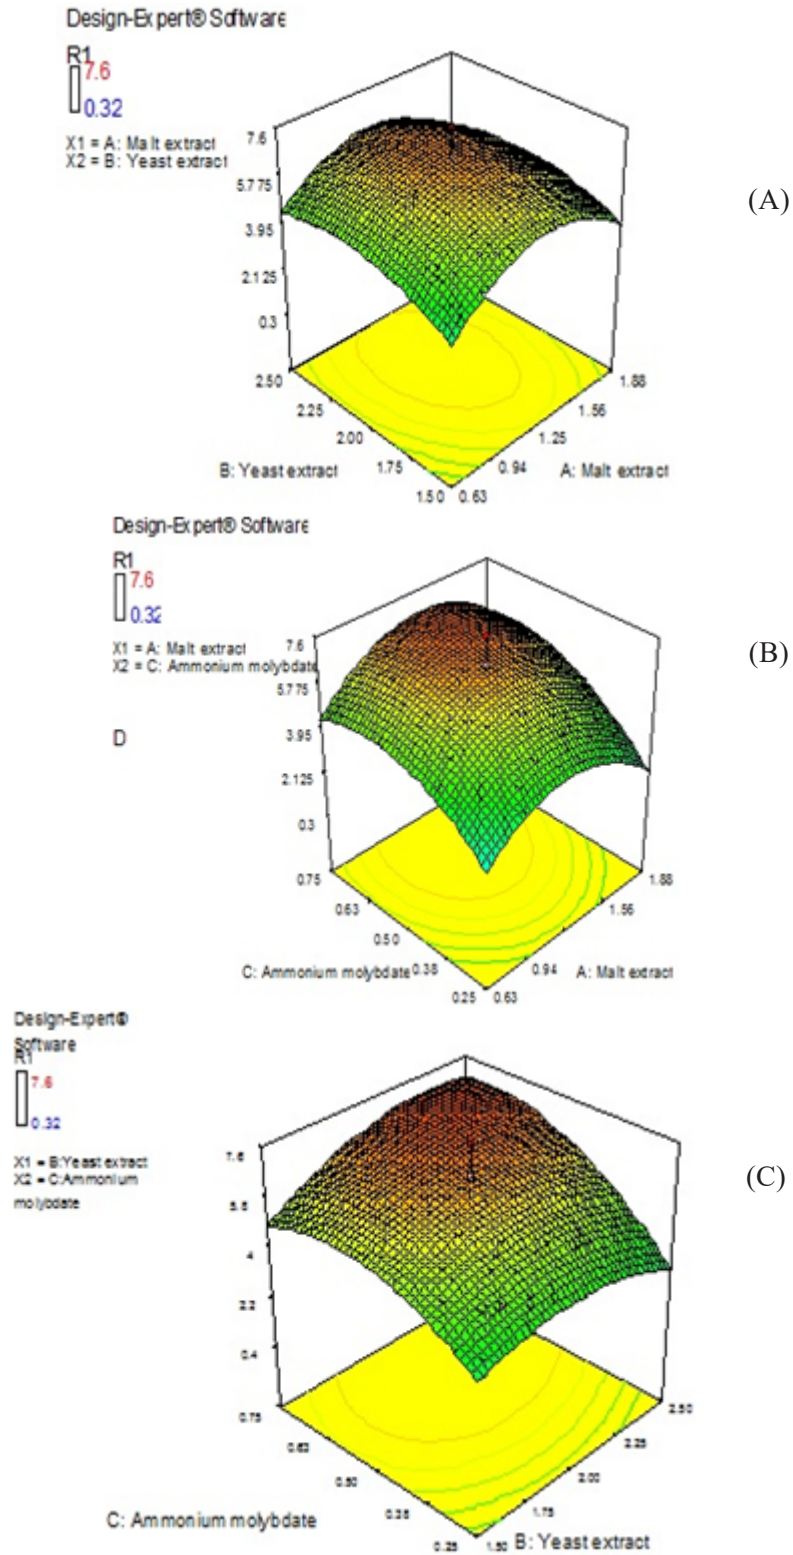 Design-Expert® Software
R1
7.6
0.32
X1 = A: Malt extract
X2 = B: Yeast extract
(A)
7.6
5.775
3.95
2.125
0.3
2.50
2.25
2.00
1.75
1.50
0.63
0.94
1.25
1.56
1.88
B: Yeast extract
A: Malt extract
Design-Expert® Software
R1
7.6
0.32
X1 = A: Malt extract
X2 = C: Ammonium molybdate
D
(B)
7.6
5.775
3.95
2.125
0.3
0.75
0.63
0.50
0.38
0.25
0.63
0.94
1.56
1.88
C: Ammonium molybdate
A: Malt extract
Design-Expert®
Software
R1
7.6
0.32
X1 = B:Yeast extract
X2 = C:Ammonium
molybdate
(C)
7.6
5.8
4
2.2
0.4
0.75
0.63
0.50
0.38
0.25
1.50
1.75
2.00
2.25
2.50
C: Ammonium molybdate
B: Yeast extract